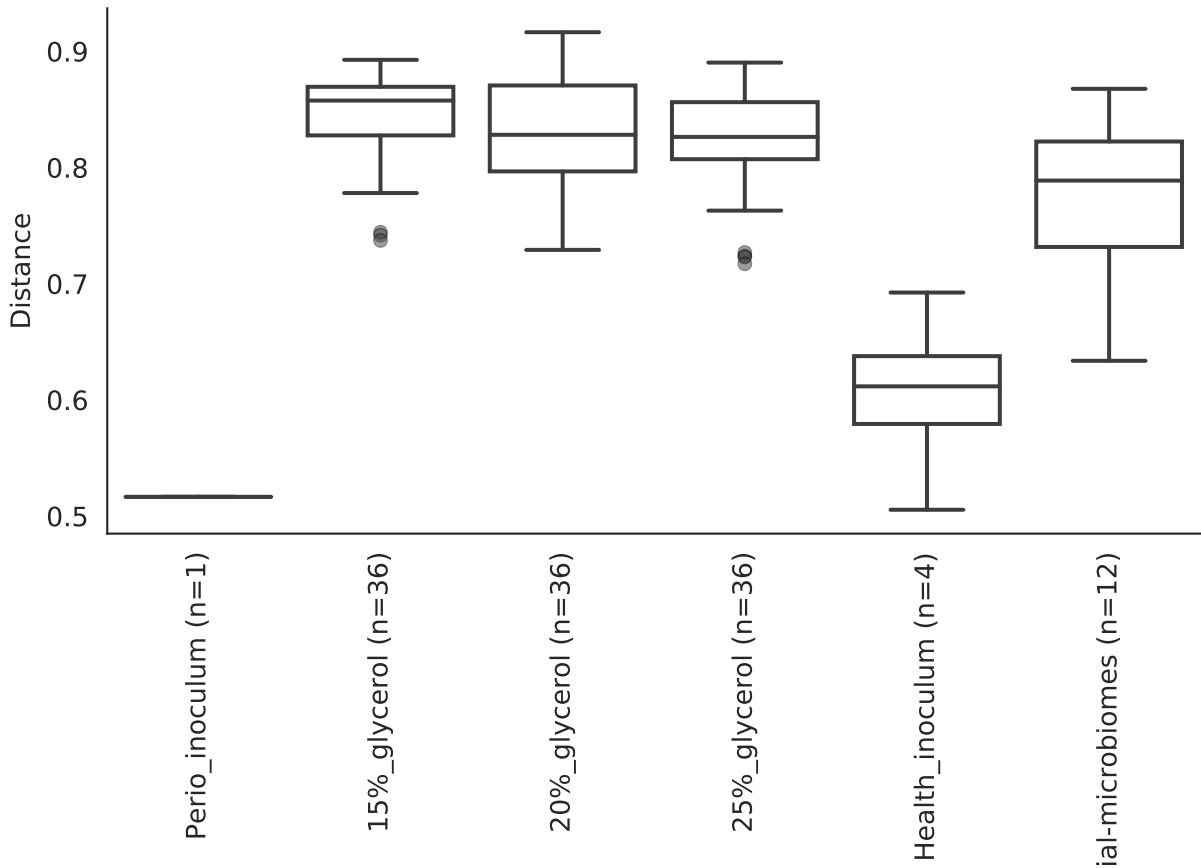 Distance
0.9
0.8
0.7
0.6
0.5
Perio_inoculum (n=1)
15%_glycerol (n=36)
20%_glycerol (n=36)
25%_glycerol (n=36)
Health_inoculum (n=4)
ial-microbiomes (n=12)